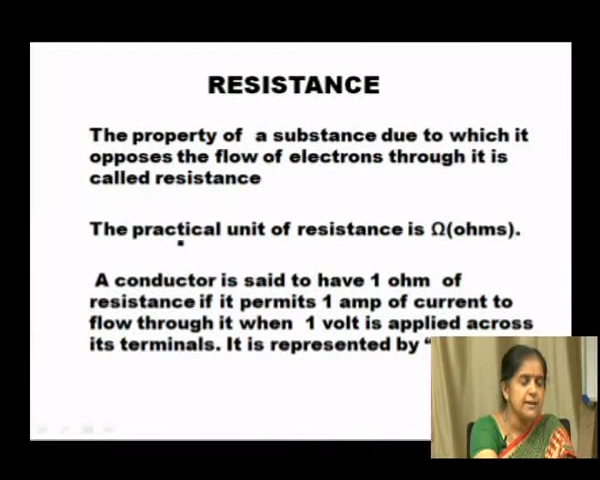 RESISTANCE
The property of a substance due to which it
opposes the flow of electrons through it is
called resistance
The practical unit of resistance is Ω(ohms).
A conductor is said to have 1 ohm of
resistance if it permits 1 amp of current to
flow through it when 1 volt is applied across
its terminals. It is represented by “